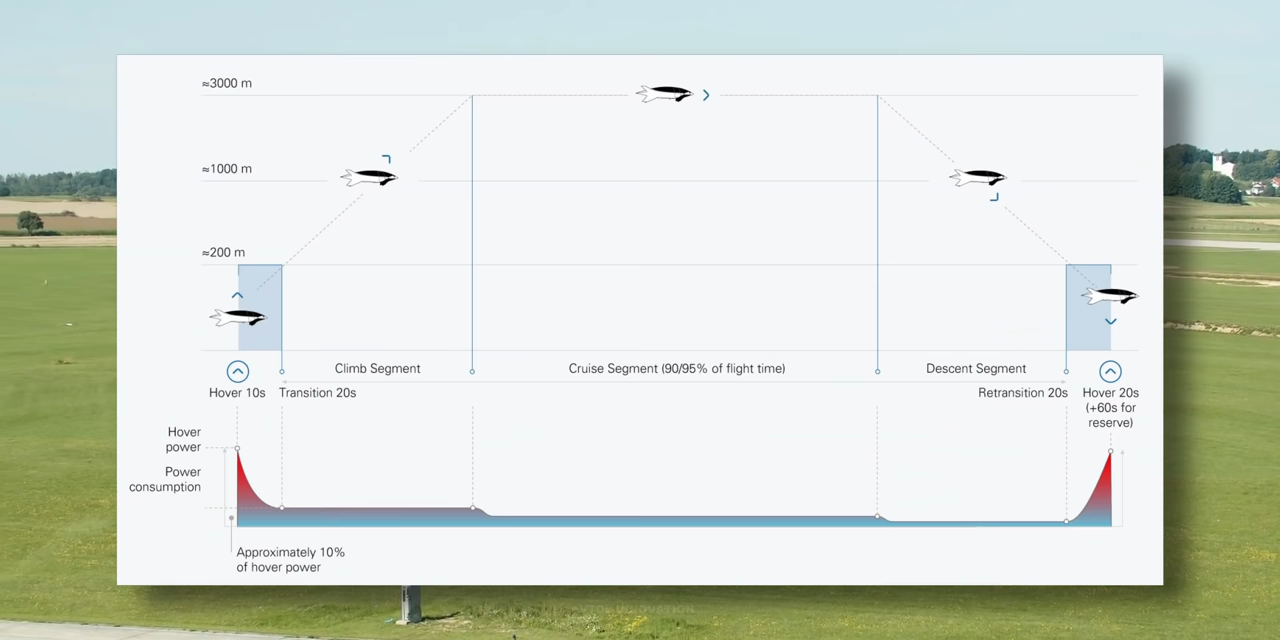 ≈3000 m
≈1000 m
≈200 m
Climb Segment
Cruise Segment (90/95% of flight time)
Descent Segment
Hover 10s
Transition 20s
Retransition 20s
Hover 20s
(+60s for
reserve)
Hover
power
Power
consumption
Approximately 10%
of hover power